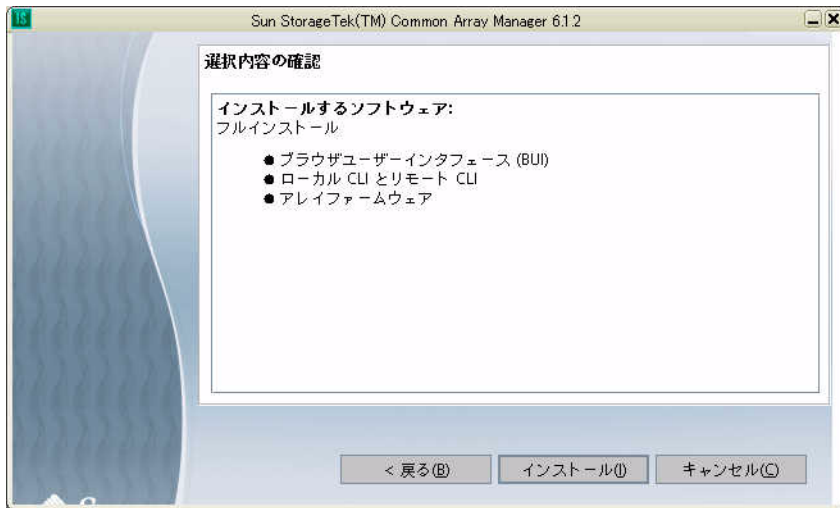 Sun StorageTek(TM) Common Array Manager 6.1.2
選択内容の確認
インストールするソフトウェア:
フルインストール
● ブラウザユーザーインタフェース (BUI)
● ローカル CLI とリモート CLI
● アレイファームウェア
< 戻る(B)
インストール(I)
キャンセル(C)